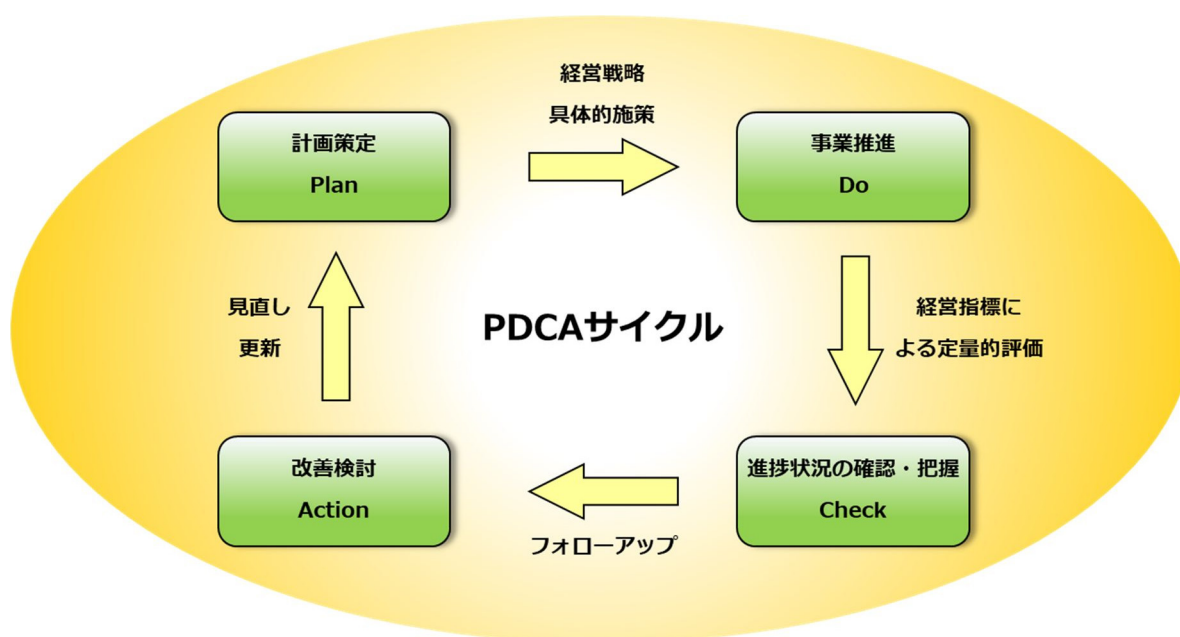 経営戦略
具体的施策
計画策定
Plan
事業推進
Do
見直し
更新
PDCAサイクル
経営指標に
よる定量的評価
改善検討
Action
フォローアップ
進捗状況の確認・把握
Check